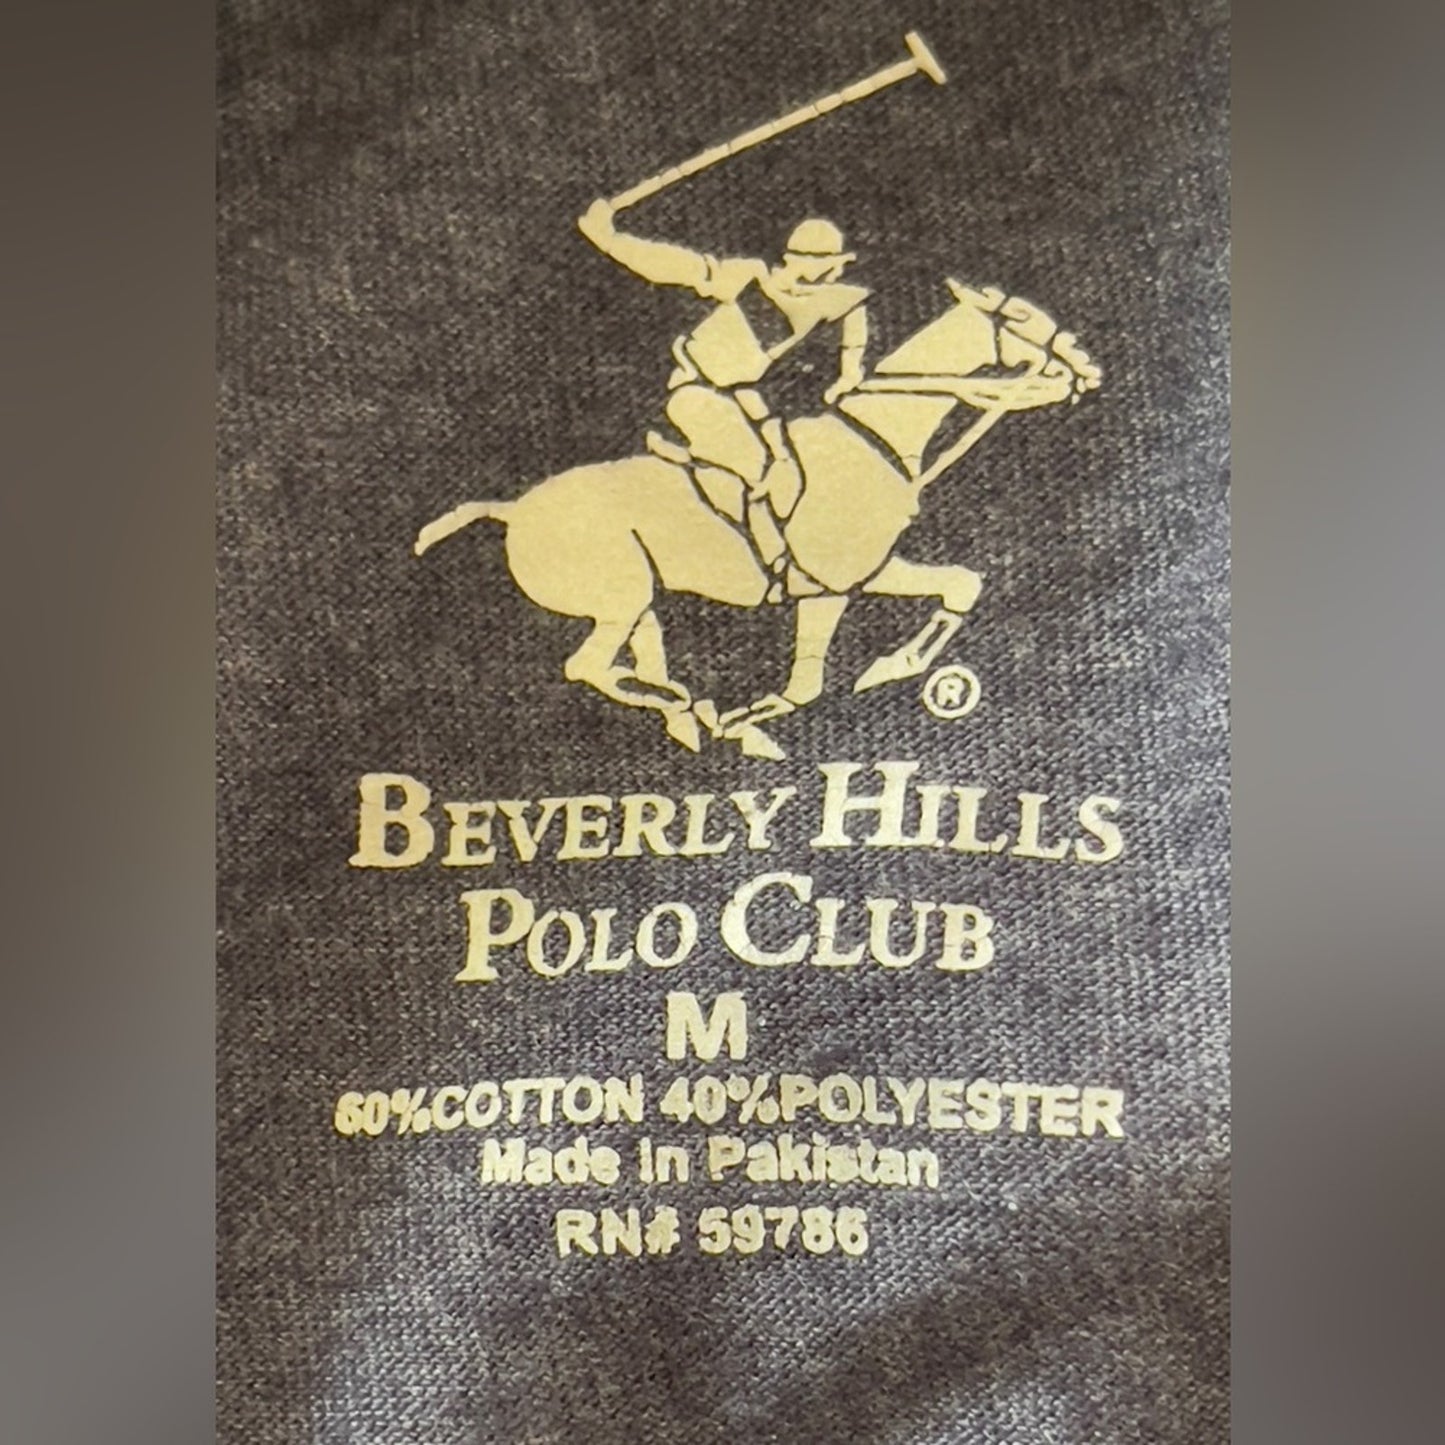 ®
BEVERLY HILLS
POLO CLUB
M
60%COTTON 40%POLYESTER
Made in Pakistan
RN# 59786